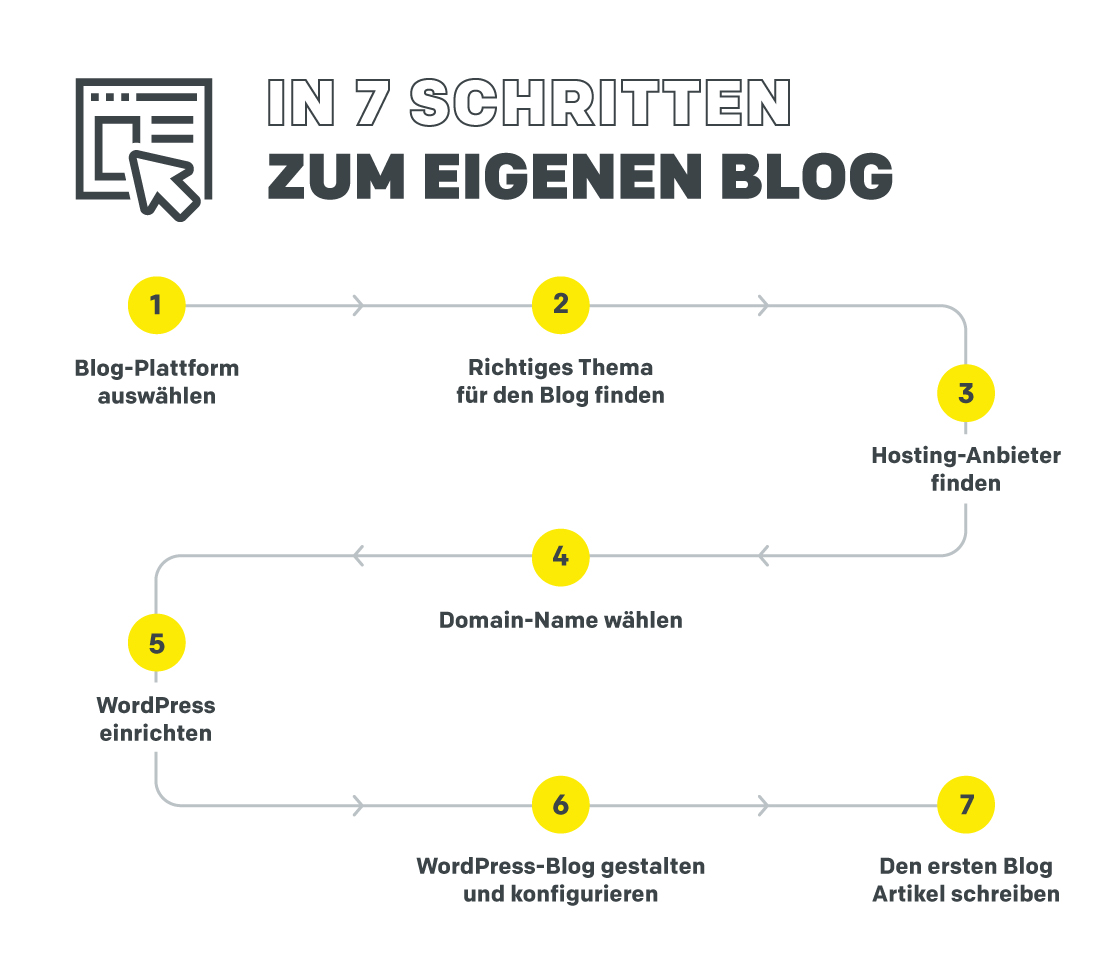 IN 7 SCHRITTEN
ZUM EIGENEN BLOG
1
Blog-Plattform
auswählen
2
Richtiges Thema
für den Blog finden
3
Hosting-Anbieter
finden
4
Domain-Name wählen
5
WordPress
einrichten
6
WordPress-Blog gestalten
und konfigurieren
7
Den ersten Blog
Artikel schreiben